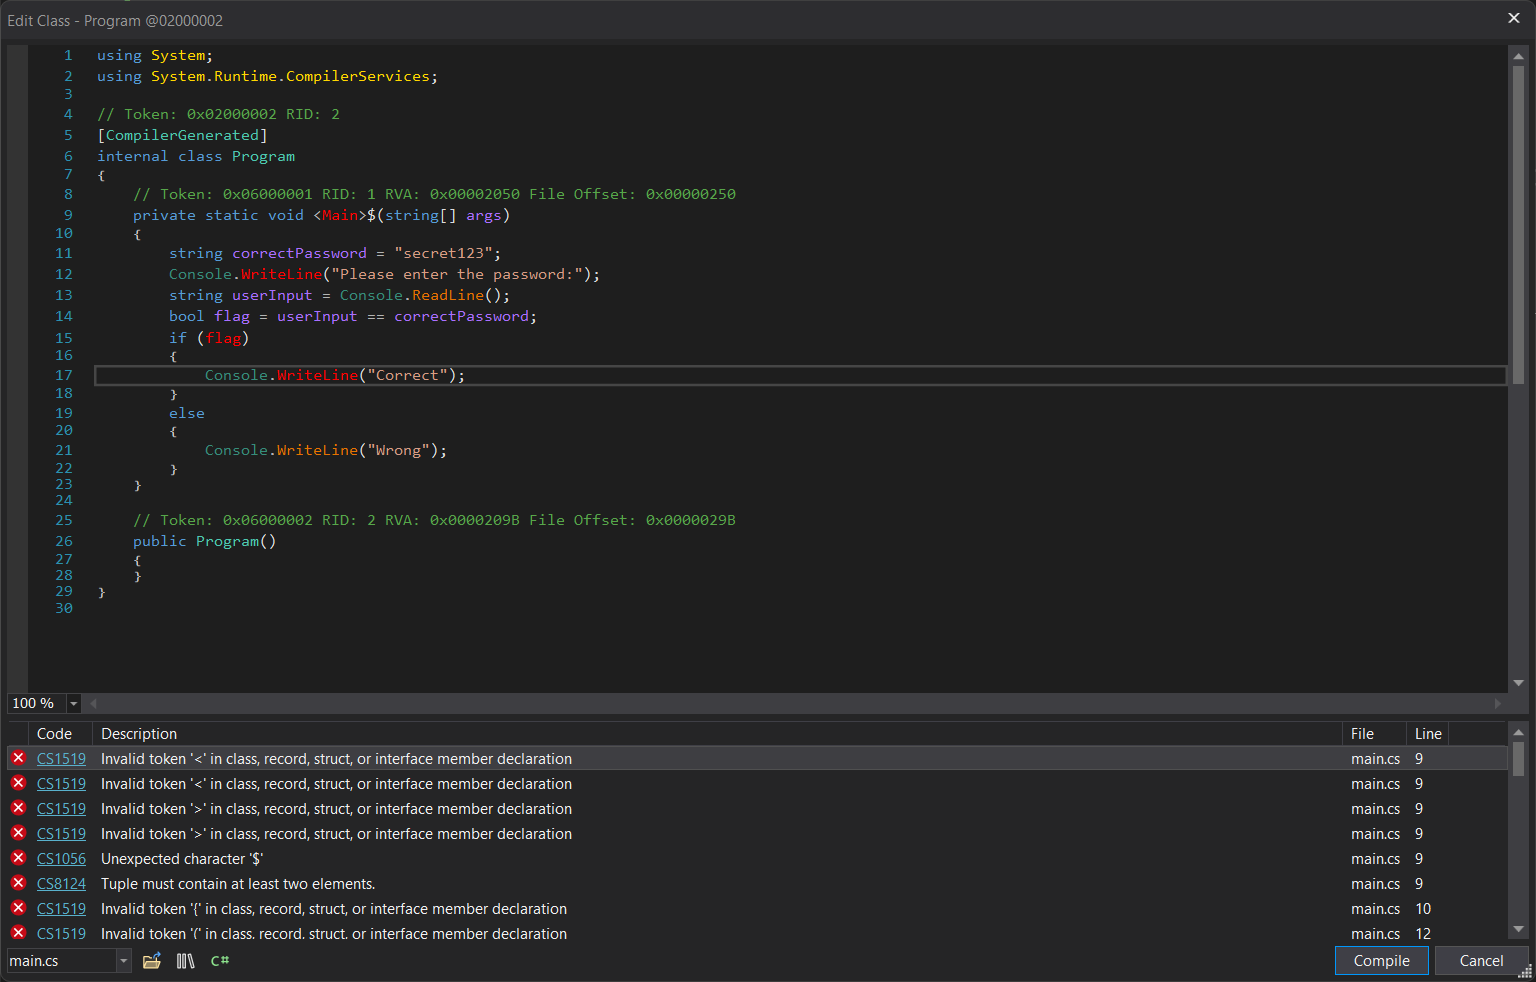 Edit Class - Program @02000002
1 using System;
2 using System.Runtime.CompilerServices;
3
4 // Token: 0x02000002 RID: 2
5 [CompilerGenerated]
6 internal class Program
7 {
8 // Token: 0x06000001 RID: 1 RVA: 0x00002050 File Offset: 0x00000250
9 private static void <Main>$(string[] args)
10 {
11 string correctPassword = "secret123";
12 Console.WriteLine("Please enter the password:");
13 string userInput = Console.ReadLine();
14 bool flag = userInput == correctPassword;
15 if (flag)
16 {
17 Console.WriteLine("Correct");
18 }
19 else
20 {
21 Console.WriteLine("Wrong");
22 }
23 }
24
25 // Token: 0x06000002 RID: 2 RVA: 0x0000209B File Offset: 0x0000029B
26 public Program()
27 {
28 }
29 }
30
100 %
Code Description File Line
CS1519 Invalid token '<' in class, record, struct, or interface member declaration main.cs 9
CS1519 Invalid token '<' in class, record, struct, or interface member declaration main.cs 9
CS1519 Invalid token '>' in class, record, struct, or interface member declaration main.cs 9
CS1519 Invalid token '>' in class, record, struct, or interface member declaration main.cs 9
CS1056 Unexpected character '$' main.cs 9
CS8124 Tuple must contain at least two elements. main.cs 9
CS1519 Invalid token '{' in class, record, struct, or interface member declaration main.cs 10
CS1519 Invalid token '(' in class, record, struct, or interface member declaration main.cs 12
main.cs C# Compile Cancel